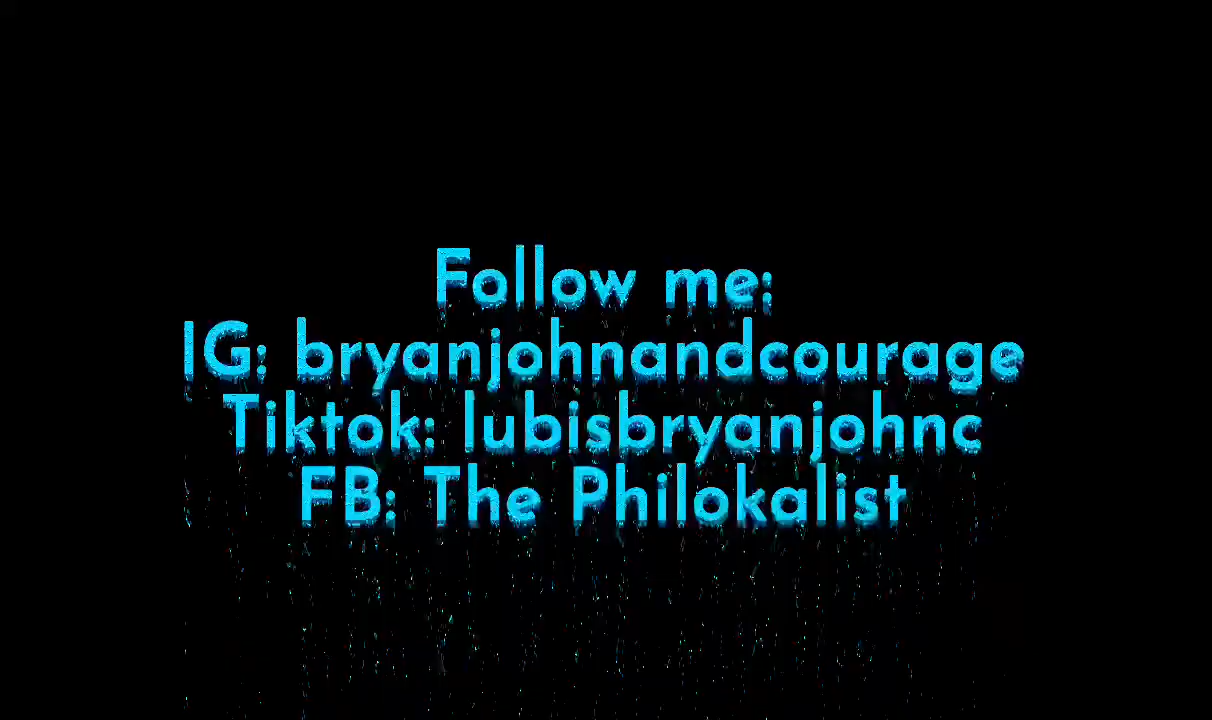 Follow me:
IG: bryanjohnandcourage
Tiktok: lubisbryanjohnc
FB: The Philokalist